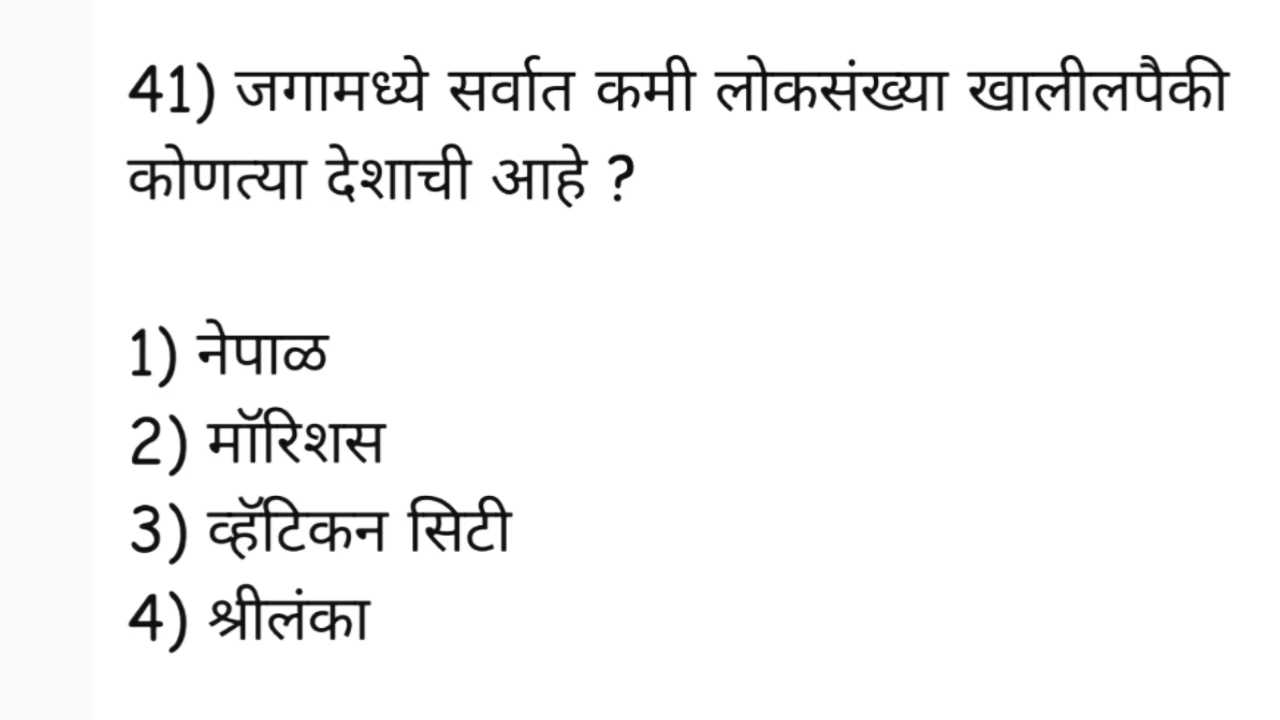 41) जगामध्ये सर्वात कमी लोकसंख्या खालीलपैकी
कोणत्या देशाची आहे ?
1) नेपाळ
2) मॉरिशस
3) व्हॅटिकन सिटी
4) श्रीलंका